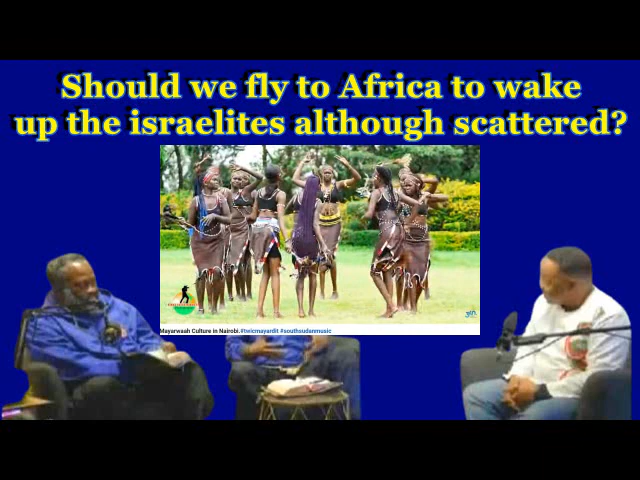 Should we fly to Africa to wake
up the israelites although scattered?
Mayarwaah Culture in Nairobi.#twicmayardit #southsudanmusic